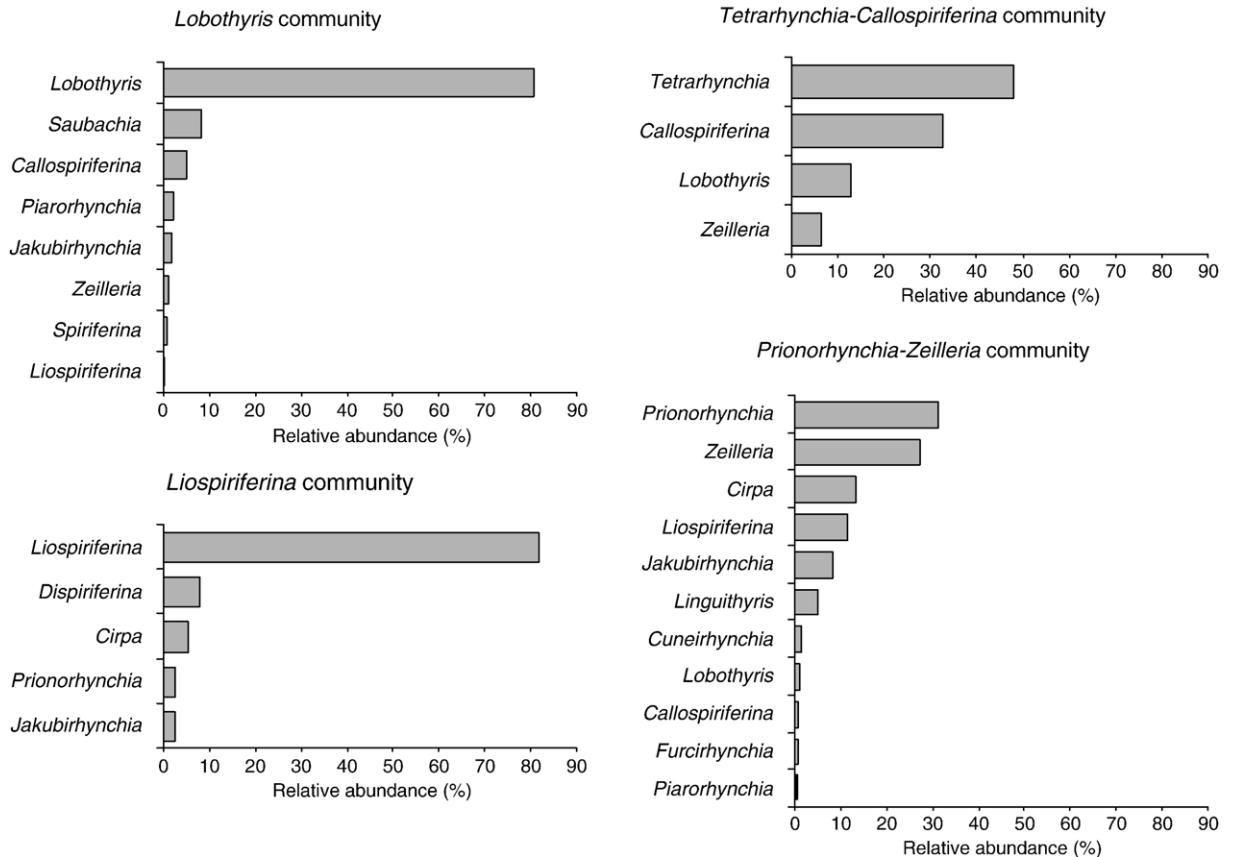 Lobothyris community
Lobothyris
Saubachia
Callospiriferina
Piarorhynchia
Jakubirhynchia
Zeilleria
Spiriferina
Liospiriferina
0 10 20 30 40 50 60 70 80 90
Relative abundance (%)
Liospiriferina community
Liospiriferina
Dispiriferina
Cirpa
Prionorhynchia
Jakubirhynchia
0 10 20 30 40 50 60 70 80 90
Relative abundance (%)
Tetrarhynchia-Callospiriferina community
Tetrarhynchia
Callospiriferina
Lobothyris
Zeilleria
0 10 20 30 40 50 60 70 80 90
Relative abundance (%)
Prionorhynchia-Zeilleria community
Prionorhynchia
Zeilleria
Cirpa
Liospiriferina
Jakubirhynchia
Linguithyris
Cuneirhynchia
Lobothyris
Callospiriferina
Furcirhynchia
Piarorhynchia
0 10 20 30 40 50 60 70 80 90
Relative abundance (%)